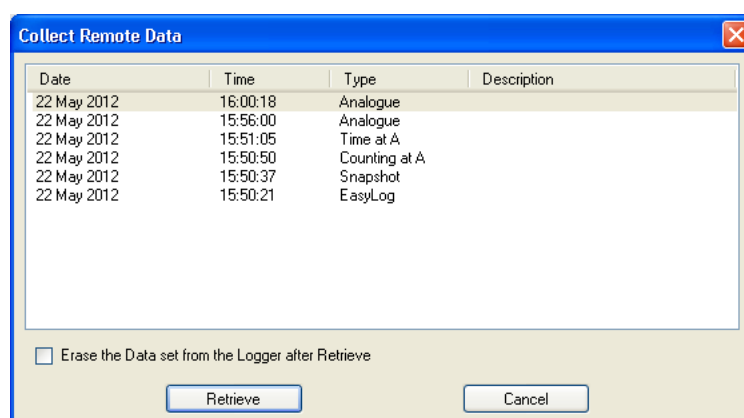 Collect Remote Data
Date Time Type Description
22 May 2012 16:00:18 Analogue
22 May 2012 15:56:00 Analogue
22 May 2012 15:51:05 Time at A
22 May 2012 15:50:50 Counting at A
22 May 2012 15:50:37 Snapshot
22 May 2012 15:50:21 EasyLog
Erase the Data set from the Logger after Retrieve
Retrieve Cancel